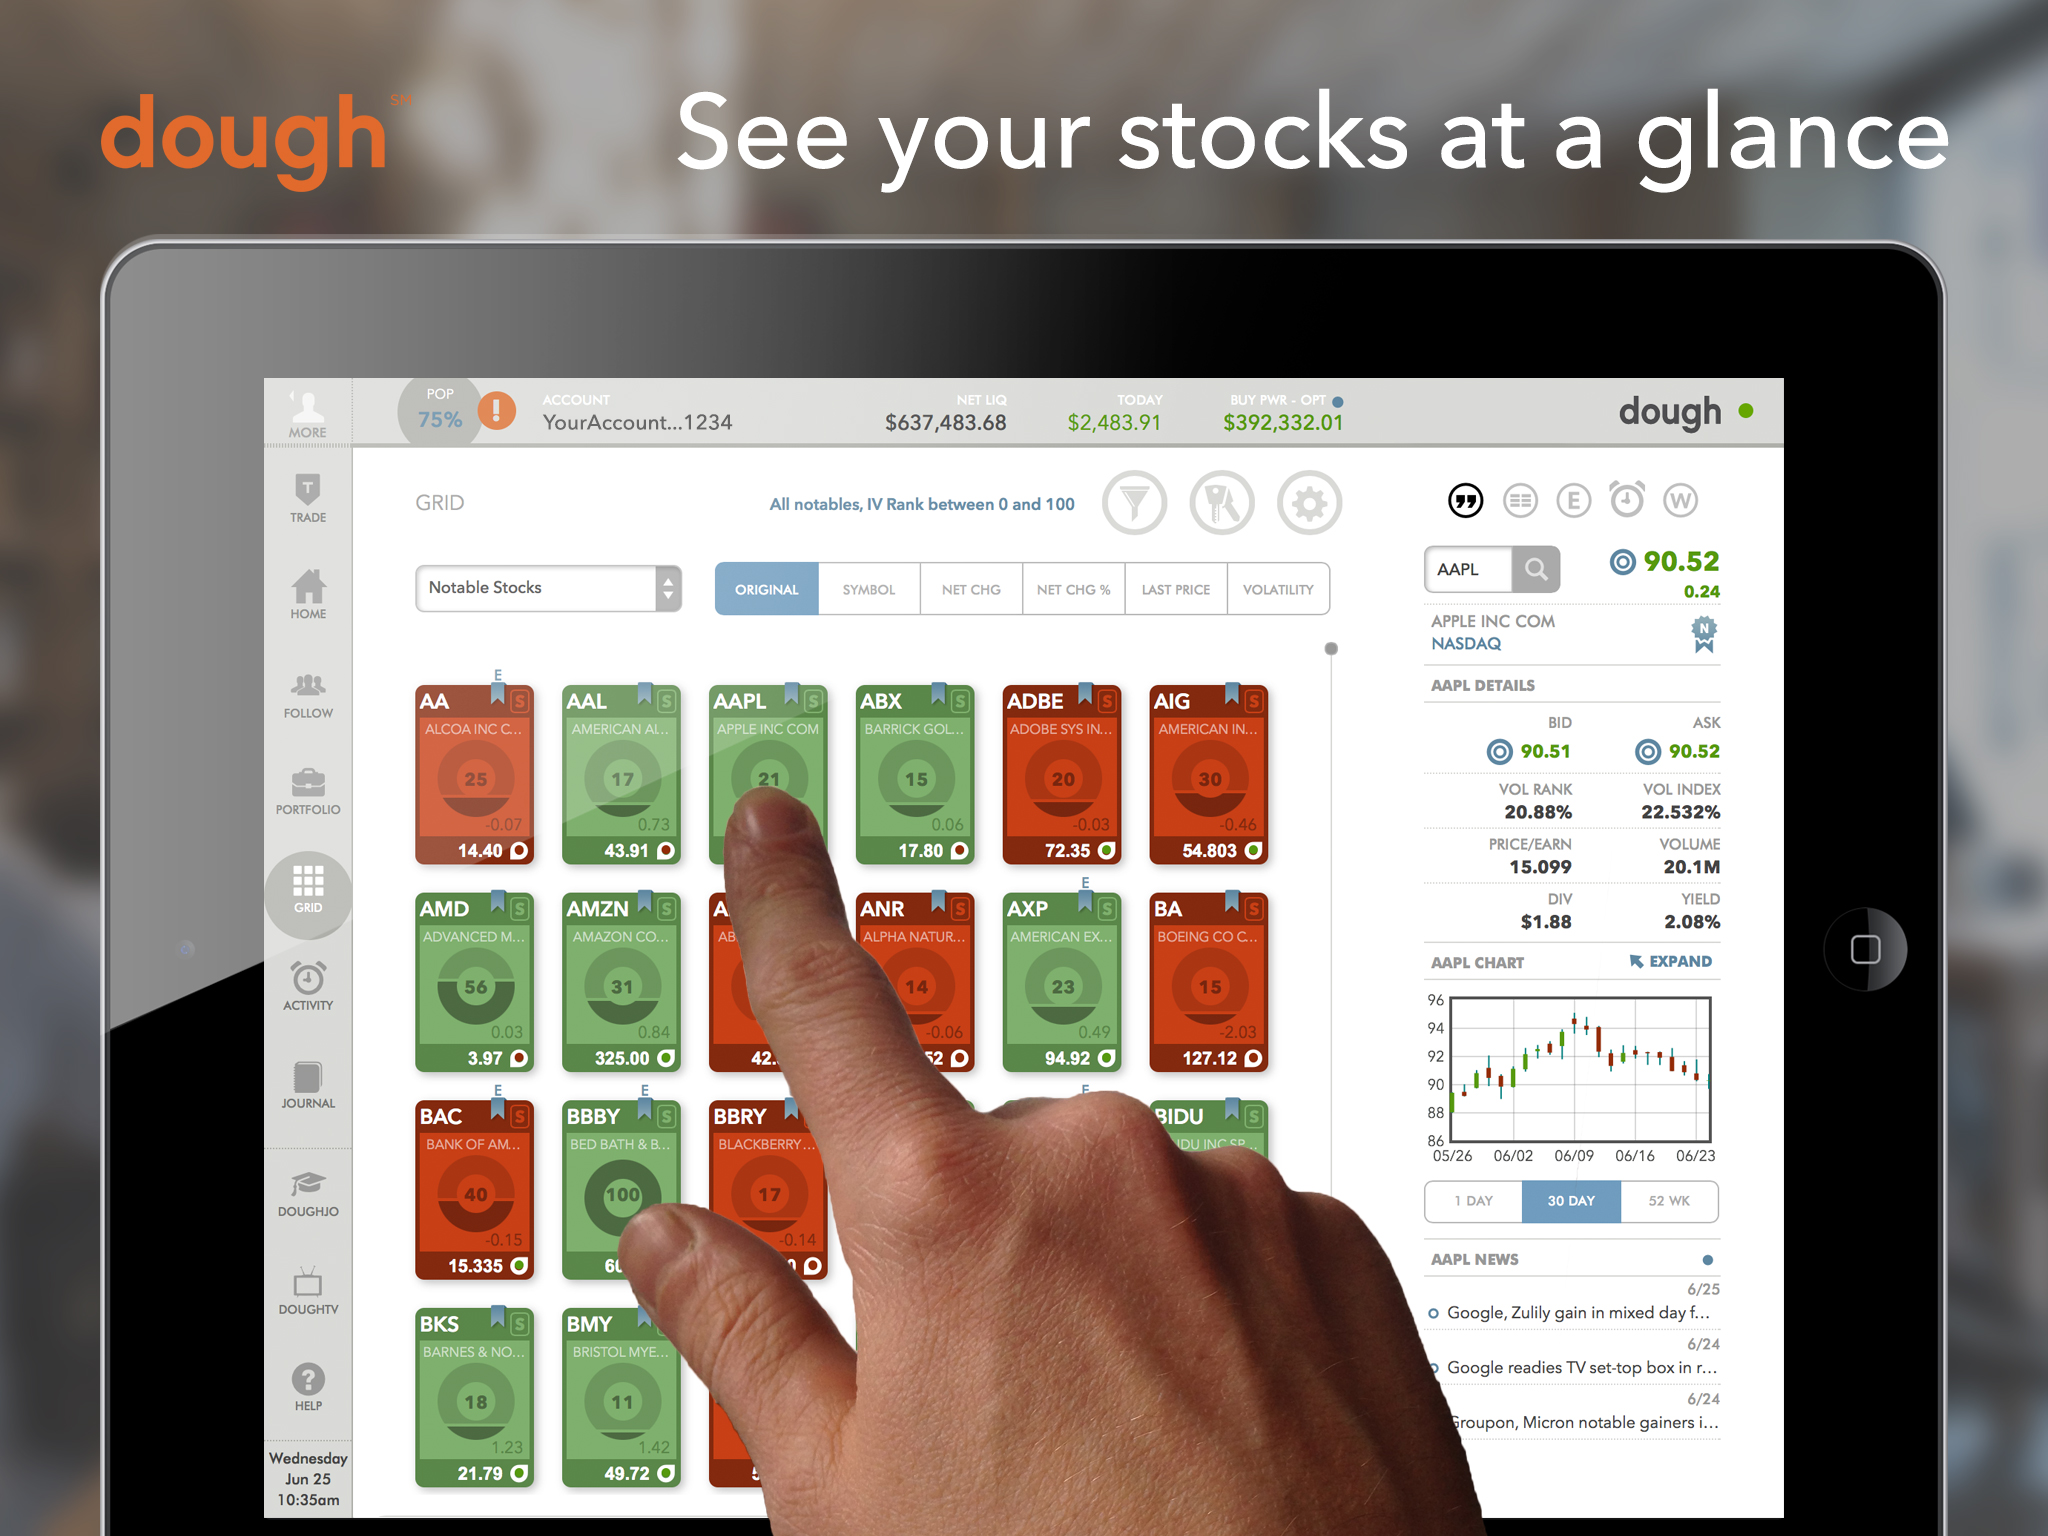 dough SM
See your stocks at a glance
MORE
POP
75%
!
ACCOUNT
YourAccount...1234
NET LIQ
$637,483.68
TODAY
$2,483.91
BUY PWR - OPT
$392,332.01
dough
T
TRADE
HOME
FOLLOW
PORTFOLIO
GRID
ACTIVITY
JOURNAL
DOUGHJO
DOUGHTV
?
HELP
Wednesday
Jun 25
10:35am
GRID
All notables, IV Rank between 0 and 100
Notable Stocks
ORIGINAL SYMBOL NET CHG NET CHG % LAST PRICE VOLATILITY
E
AA S
ALCOA INC C...
25
-0.07
14.40
AAL S
AMERICAN AI...
17
0.73
43.91
AAPL S
APPLE INC COM
21
ABX S
BARRICK GOL...
15
0.06
17.80
ADBE S
ADOBE SYS IN...
20
-0.03
72.35
AIG S
AMERICAN IN...
30
-0.46
54.803
AMD S
ADVANCED M...
56
0.03
3.97
AMZN S
AMAZON CO...
31
0.84
325.00
ANR S
ALPHA NATUR...
14
-0.06
E
AXP S
AMERICAN EX...
23
0.49
94.92
BA S
BOEING CO C...
15
-2.03
127.12
E
BAC S
BANK OF AM...
40
-0.15
15.335
E
BBBY S
BED BATH & B...
100
BBRY
BLACKBERRY ...
17
-0.14
E
BIDU S
BKS S
BARNES & NO...
18
1.23
21.79
BMY
BRISTOL MYE...
11
1.42
49.72
E W
AAPL
90.52
0.24
APPLE INC COM
NASDAQ
N
AAPL DETAILS
BID ASK
90.51 90.52
VOL RANK VOL INDEX
20.88% 22.532%
PRICE/EARN VOLUME
15.099 20.1M
DIV YIELD
$1.88 2.08%
AAPL CHART EXPAND
96
94
92
90
88
86
05/26 06/02 06/09 06/16 06/23
1 DAY 30 DAY 52 WK
AAPL NEWS
6/25
Google, Zulily gain in mixed day f...
6/24
Google readies TV set-top box in r...
6/24
Groupon, Micron notable gainers i...